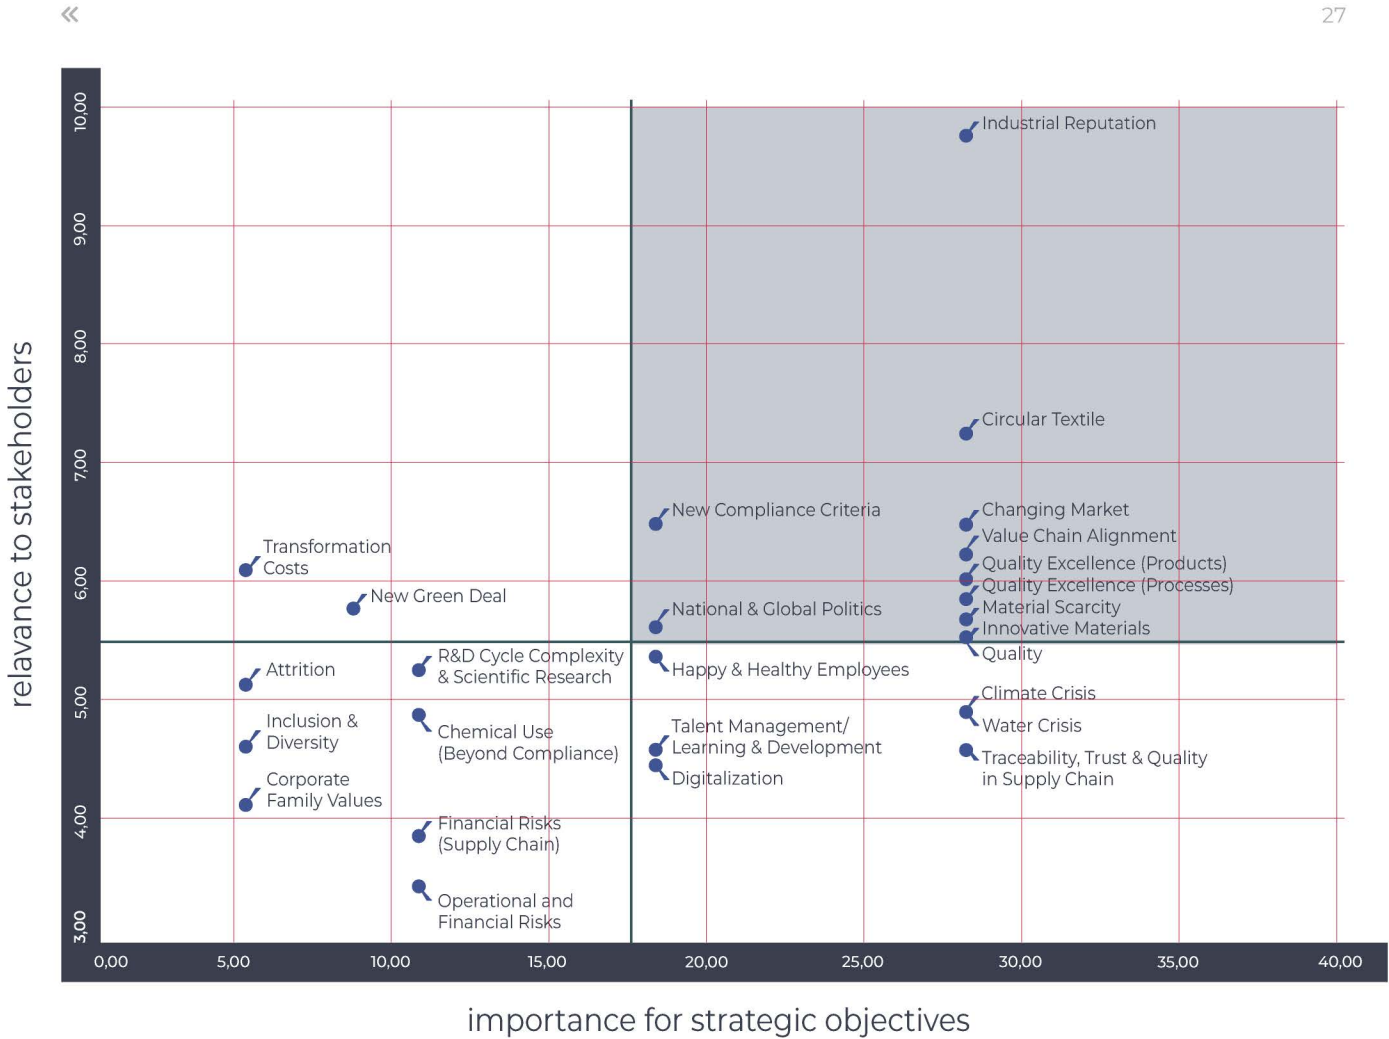 «
27
relavance to stakeholders
10,00
9,00
8,00
7,00
6,00
5,00
4,00
3,00
Industrial Reputation
Circular Textile
New Compliance Criteria
Changing Market
Value Chain Alignment
Quality Excellence (Products)
Quality Excellence (Processes)
Material Scarcity
Innovative Materials
Quality
Transformation
Costs
New Green Deal
National & Global Politics
Attrition
R&D Cycle Complexity
& Scientific Research
Happy & Healthy Employees
Climate Crisis
Water Crisis
Inclusion &
Diversity
Chemical Use
(Beyond Compliance)
Talent Management/
Learning & Development
Digitalization
Traceability, Trust & Quality
in Supply Chain
Corporate
Family Values
Financial Risks
(Supply Chain)
Operational and
Financial Risks
0,00 5,00 10,00 15,00 20,00 25,00 30,00 35,00 40,00
importance for strategic objectives